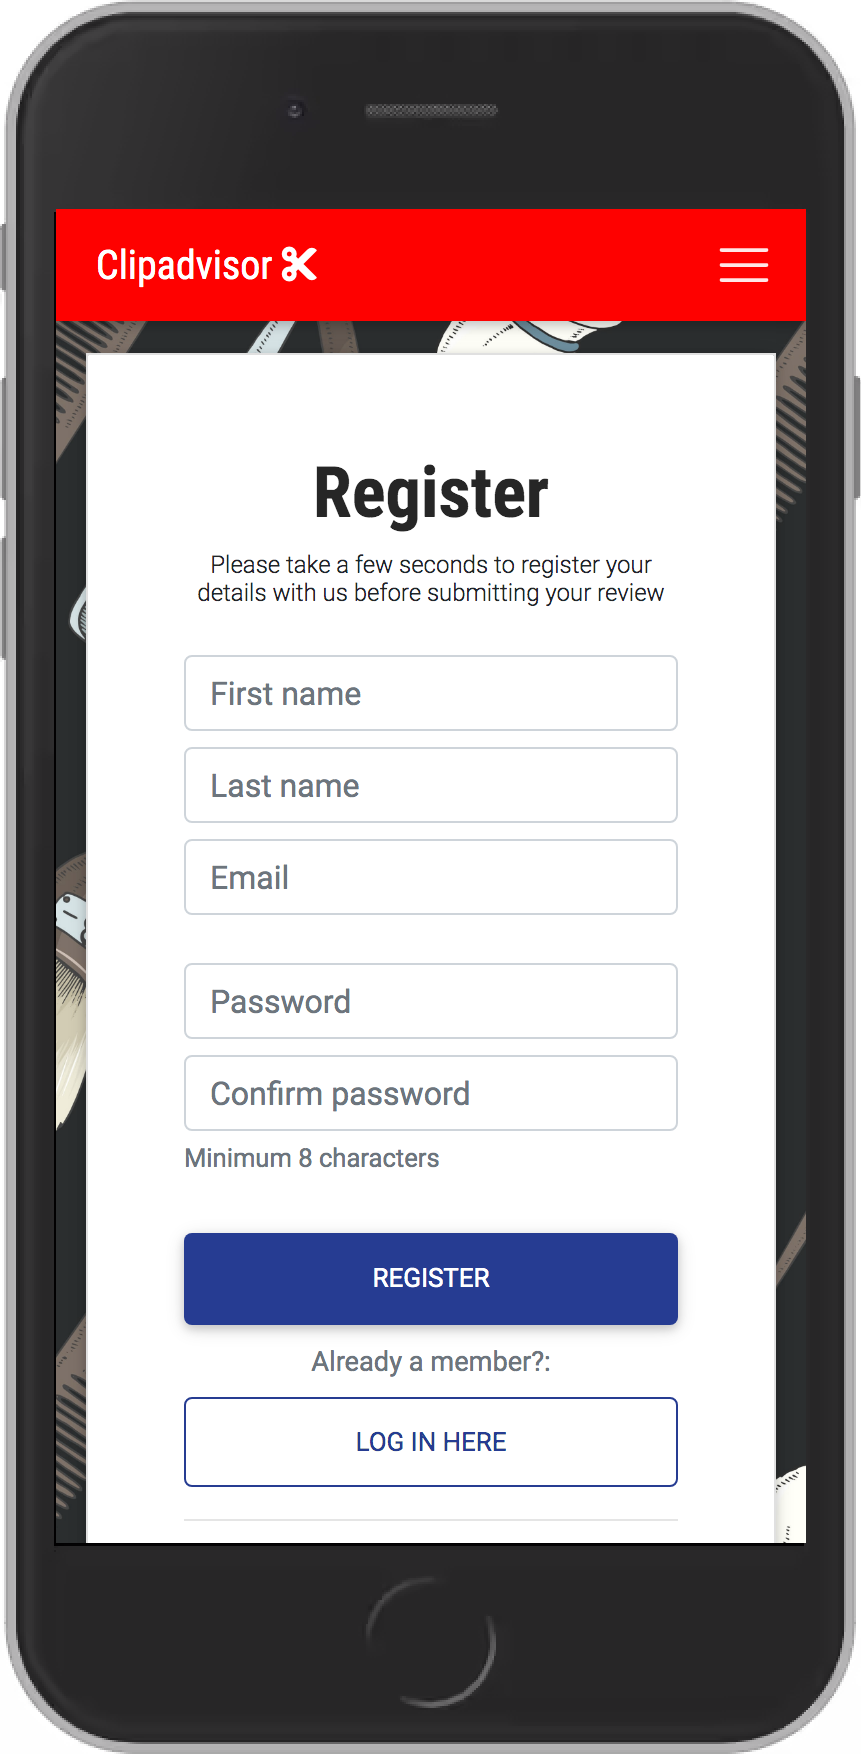 Clipadvisor
Register
Please take a few seconds to register your
details with us before submitting your review
First name
Last name
Email
Password
Confirm password
Minimum 8 characters
REGISTER
Already a member?:
LOG IN HERE